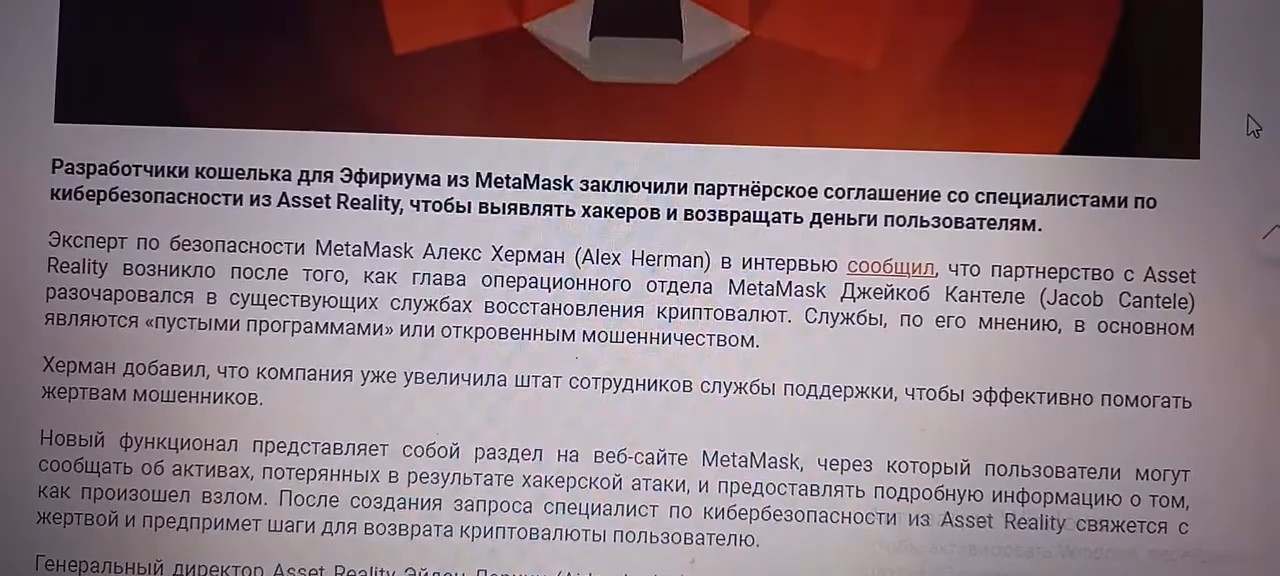 Разработчики кошелька для Эфириума из MetaMask заключили партнёрское соглашение со специалистами по
кибербезопасности из Asset Reality, чтобы выявлять хакеров и возвращать деньги пользователям.
Эксперт по безопасности MetaMask Алекс Херман (Alex Herman) в интервью сообщил, что партнерство с Asset
Reality возникло после того, как глава операционного отдела MetaMask Джейкоб Кантеле (Jacob Cantele)
разочаровался в существующих службах восстановления криптовалют. Службы, по его мнению, в основном
являются «пустыми программами» или откровенным мошенничеством.
Херман добавил, что компания уже увеличила штат сотрудников службы поддержки, чтобы эффективно помогать
жертвам мошенников.
Новый функционал представляет собой раздел на веб-сайте MetaMask, через который пользователи могут
сообщать об активах, потерянных в результате хакерской атаки, и предоставлять подробную информацию о том,
как произошел взлом. После создания запроса специалист по кибербезопасности из Asset Reality свяжется с
жертвой и предпримет шаги для возврата криптовалюты пользователю.
Генеральный директор Asset Reality
чтобы активировать Windows